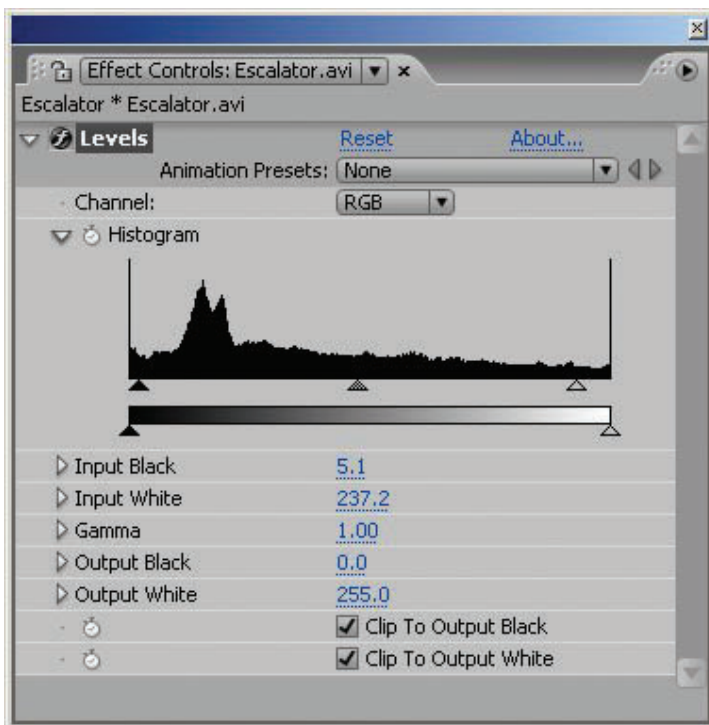 Effect Controls: Escalator.avi
Escalator * Escalator.avi
Levels Reset About...
Animation Presets: None
Channel: RGB
Histogram
Input Black 5.1
Input White 237.2
Gamma 1.00
Output Black 0.0
Output White 255.0
Clip To Output Black
Clip To Output White